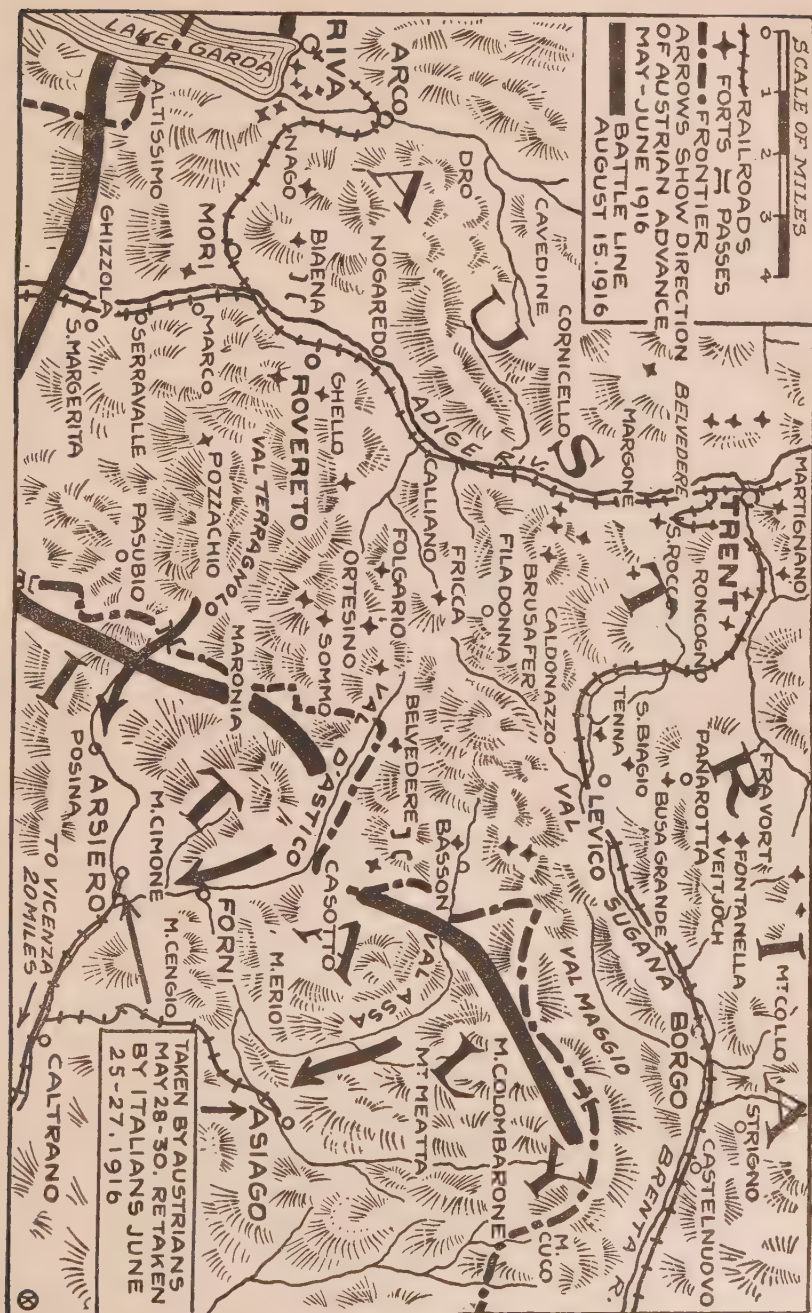 SCALE OF MILES
0 1 2 3 4
RAILROADS
FORTS PASSES
FRONTIER
ARROWS SHOW DIRECTION
OF AUSTRIAN ADVANCE
MAY-JUNE 1916
BATTLE LINE
AUGUST 15.1916
MARTIGNANO
TRENT
BELVEDERE
S.ROCCA
RONCOGNO
MARGONE
CORNICELLO
CAVEDINE
DRO
ARCO
RIVA
LAKE GARDA
ALTISSIMO
NAGO
BIAENA
NOGAREDO
MORI
GHIZZOLA
S.MARGERITA
SERRAVALLE
MARCO
ROVERETO
GHELLO
ADIGE RIV.
CALLIANO
FRICCA
FOLGARIO
ORTESINO
SOMMO
VAL TERRAGNOLO
POZZACHIO
PASUBIO
MARONIA
FILADONNA
BRUSAFER
CALDONAZZO
TENNA
S.BIAGIO
LEVICO
PANAROTTA
BUSA GRANDE
FRAVORT
FONTANELLA
VEITJOCH
MT COLLO
STRIGNO
BORGO
CASTELNUOVO
BRENTA R.
VAL SUGANA
VAL MAGGIO
M. COLOMBARONE
M. CUCO
BASSON
BELVEDERE
VAL D'ASTICO
CASOTTO
VAL ASSA
MT MEATTA
M. ERIO
FORNI
M.CIMONE
M.CENGIO
POSINA
ARSIERO
ASIAGO
CALTRANO
TO VICENZA
20 MILES
TAKEN BY AUSTRIANS
MAY 28-30. RETAKEN
BY ITALIANS JUNE
25-27.1916
AUSTRIA
ITALY